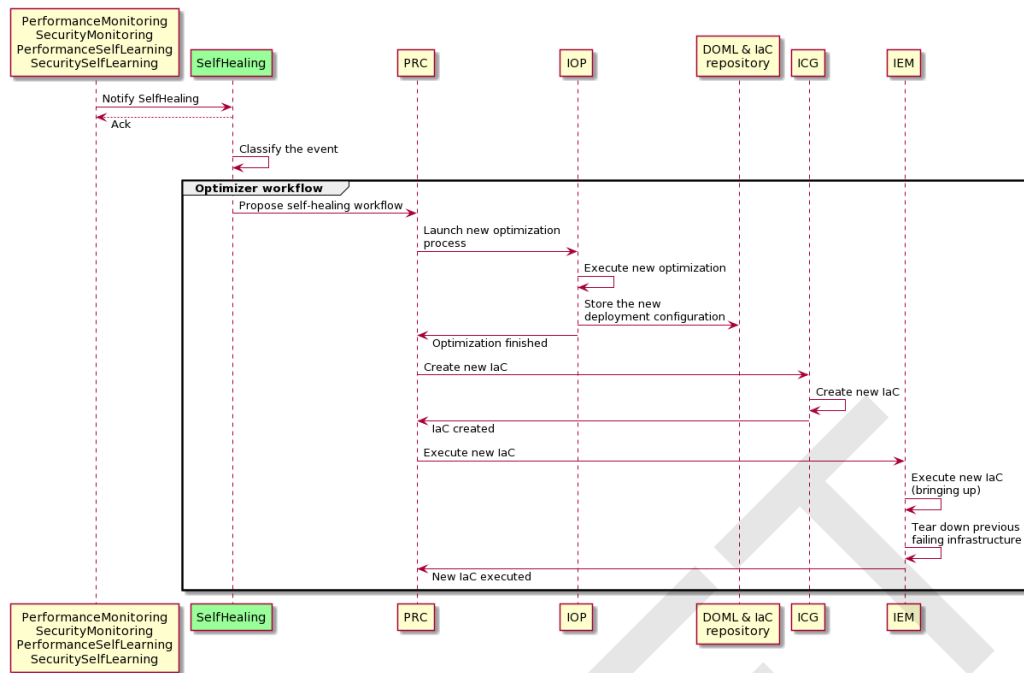 PerformanceMonitoring
SecurityMonitoring
PerformanceSelfLearning
SecuritySelfLearning
SelfHealing
PRC
IOP
DOML & IaC
repository
ICG
IEM
Notify SelfHealing
Ack
Classify the event
Optimizer workflow
Propose self-healing workflow
Launch new optimization
process
Execute new optimization
Store the new
deployment configuration
Optimization finished
Create new IaC
Create new IaC
IaC created
Execute new IaC
Execute new IaC
(bringing up)
Tear down previous
failing infrastructure
New IaC executed
PerformanceMonitoring
SecurityMonitoring
PerformanceSelfLearning
SecuritySelfLearning
SelfHealing
PRC
IOP
DOML & IaC
repository
ICG
IEM